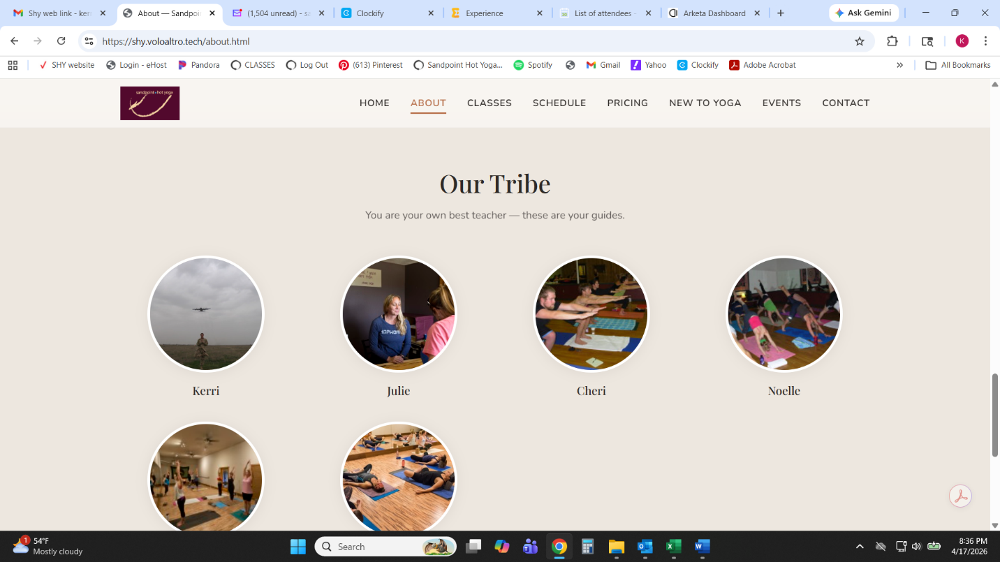 Shy web link - keri
About — Sandpoi
(1,504 unread) - sa
Clockify
Experience
List of attendees -
Arketa Dashboard
Ask Gemini
https://shy.voloaltro.tech/about.html
K
SHY website
Login - eHost
Pandora
CLASSES
Log Out
(613) Pinterest
Sandpoint Hot Yoga...
Spotify
Gmail
Yahoo
Clockify
Adobe Acrobat
»
All Bookmarks
sandpoint hot yoga
HOME
ABOUT
CLASSES
SCHEDULE
PRICING
NEW TO YOGA
EVENTS
CONTACT
Our Tribe
You are your own best teacher — these are your guides.
Kerri
Julie
Cheri
Noelle
1
54°F
Mostly cloudy
Search
8:36 PM
4/17/2026